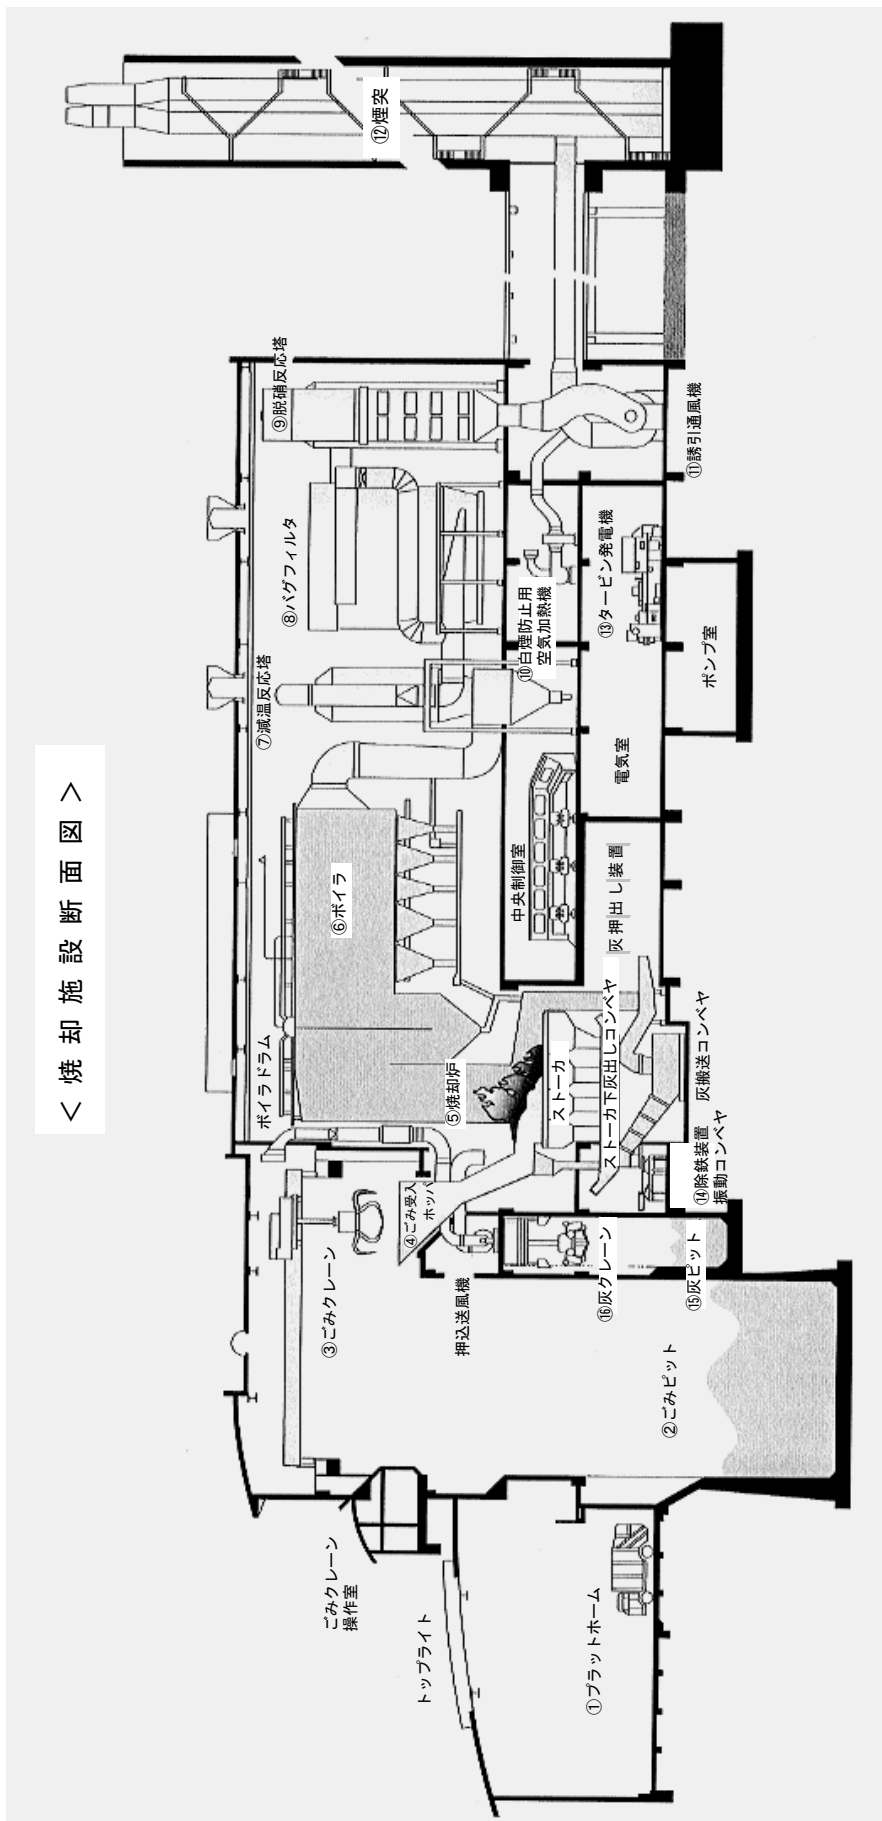 ＜焼却施設断面図＞
①プラットホーム
トップライト
ごみクレーン
操作室
②ごみピット
③ごみクレーン
④ごみ受入
ホッパ
押込送風機
⑤焼却炉
ボイラドラム
⑥ボイラ
ストーカ
ストーカ下灰出しコンベヤ
灰押出し装置
灰搬送コンベヤ
⑭除鉄装置
振動コンベヤ
⑮灰ピット
⑯灰クレーン
中央制御室
電気室
ポンプ室
⑦減温反応塔
⑧バグフィルタ
⑨脱硝反応塔
⑩白煙防止用
空気加熱機
⑪誘引通風機
⑬タービン発電機
⑫煙突